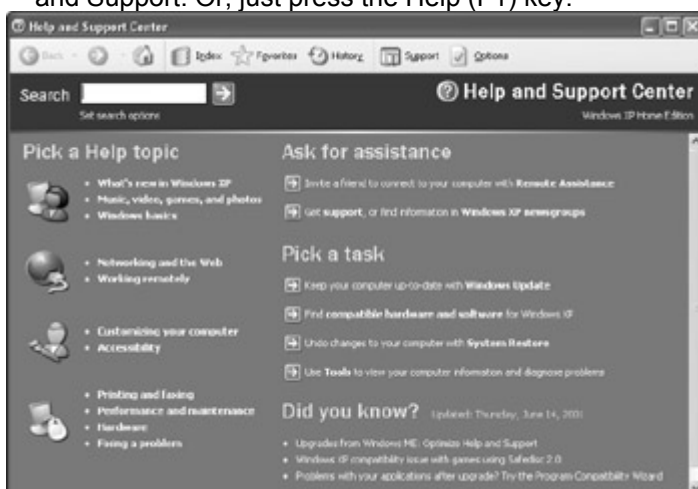 and Support. Or, just press the Help (F1) key.
Help and Support Center
Back
Index
Favorites
History
Support
Options
Search
Set search options
Help and Support Center
Windows XP Home Edition
Pick a Help topic
What's new in Windows XP
Music, video, games, and photos
Windows basics
Networking and the Web
Working remotely
Customizing your computer
Accessibility
Printing and faxing
Performance and maintenance
Hardware
Fixing a problem
Ask for assistance
Invite a friend to connect to your computer with Remote Assistance
Get support, or find information in Windows XP newsgroups
Pick a task
Keep your computer up-to-date with Windows Update
Find compatible hardware and software for Windows XP
Undo changes to your computer with System Restore
Use Tools to view your computer information and diagnose problems
Did you know? Updated: Thursday, June 14, 2001
Upgrades from Windows ME: Optimize Help and Support
Windows XP compatibility issue with games using Safedisc 2.0
Problems with your applications after upgrade? Try the Program Compatibility Wizard